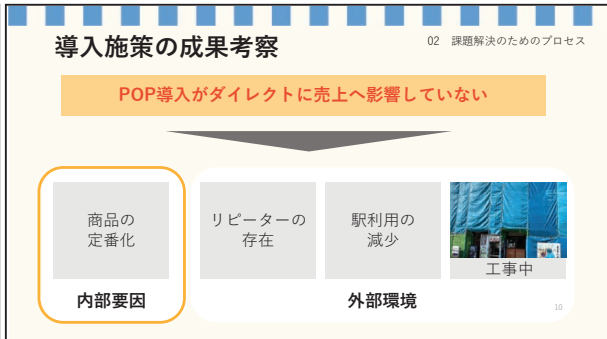 導入施策の成果考察
02 課題解決のためのプロセス
POP導入がダイレクトに売上へ影響していない
商品の
定番化
内部要因
リピーターの
存在
駅利用の
減少
工事中
外部環境
10